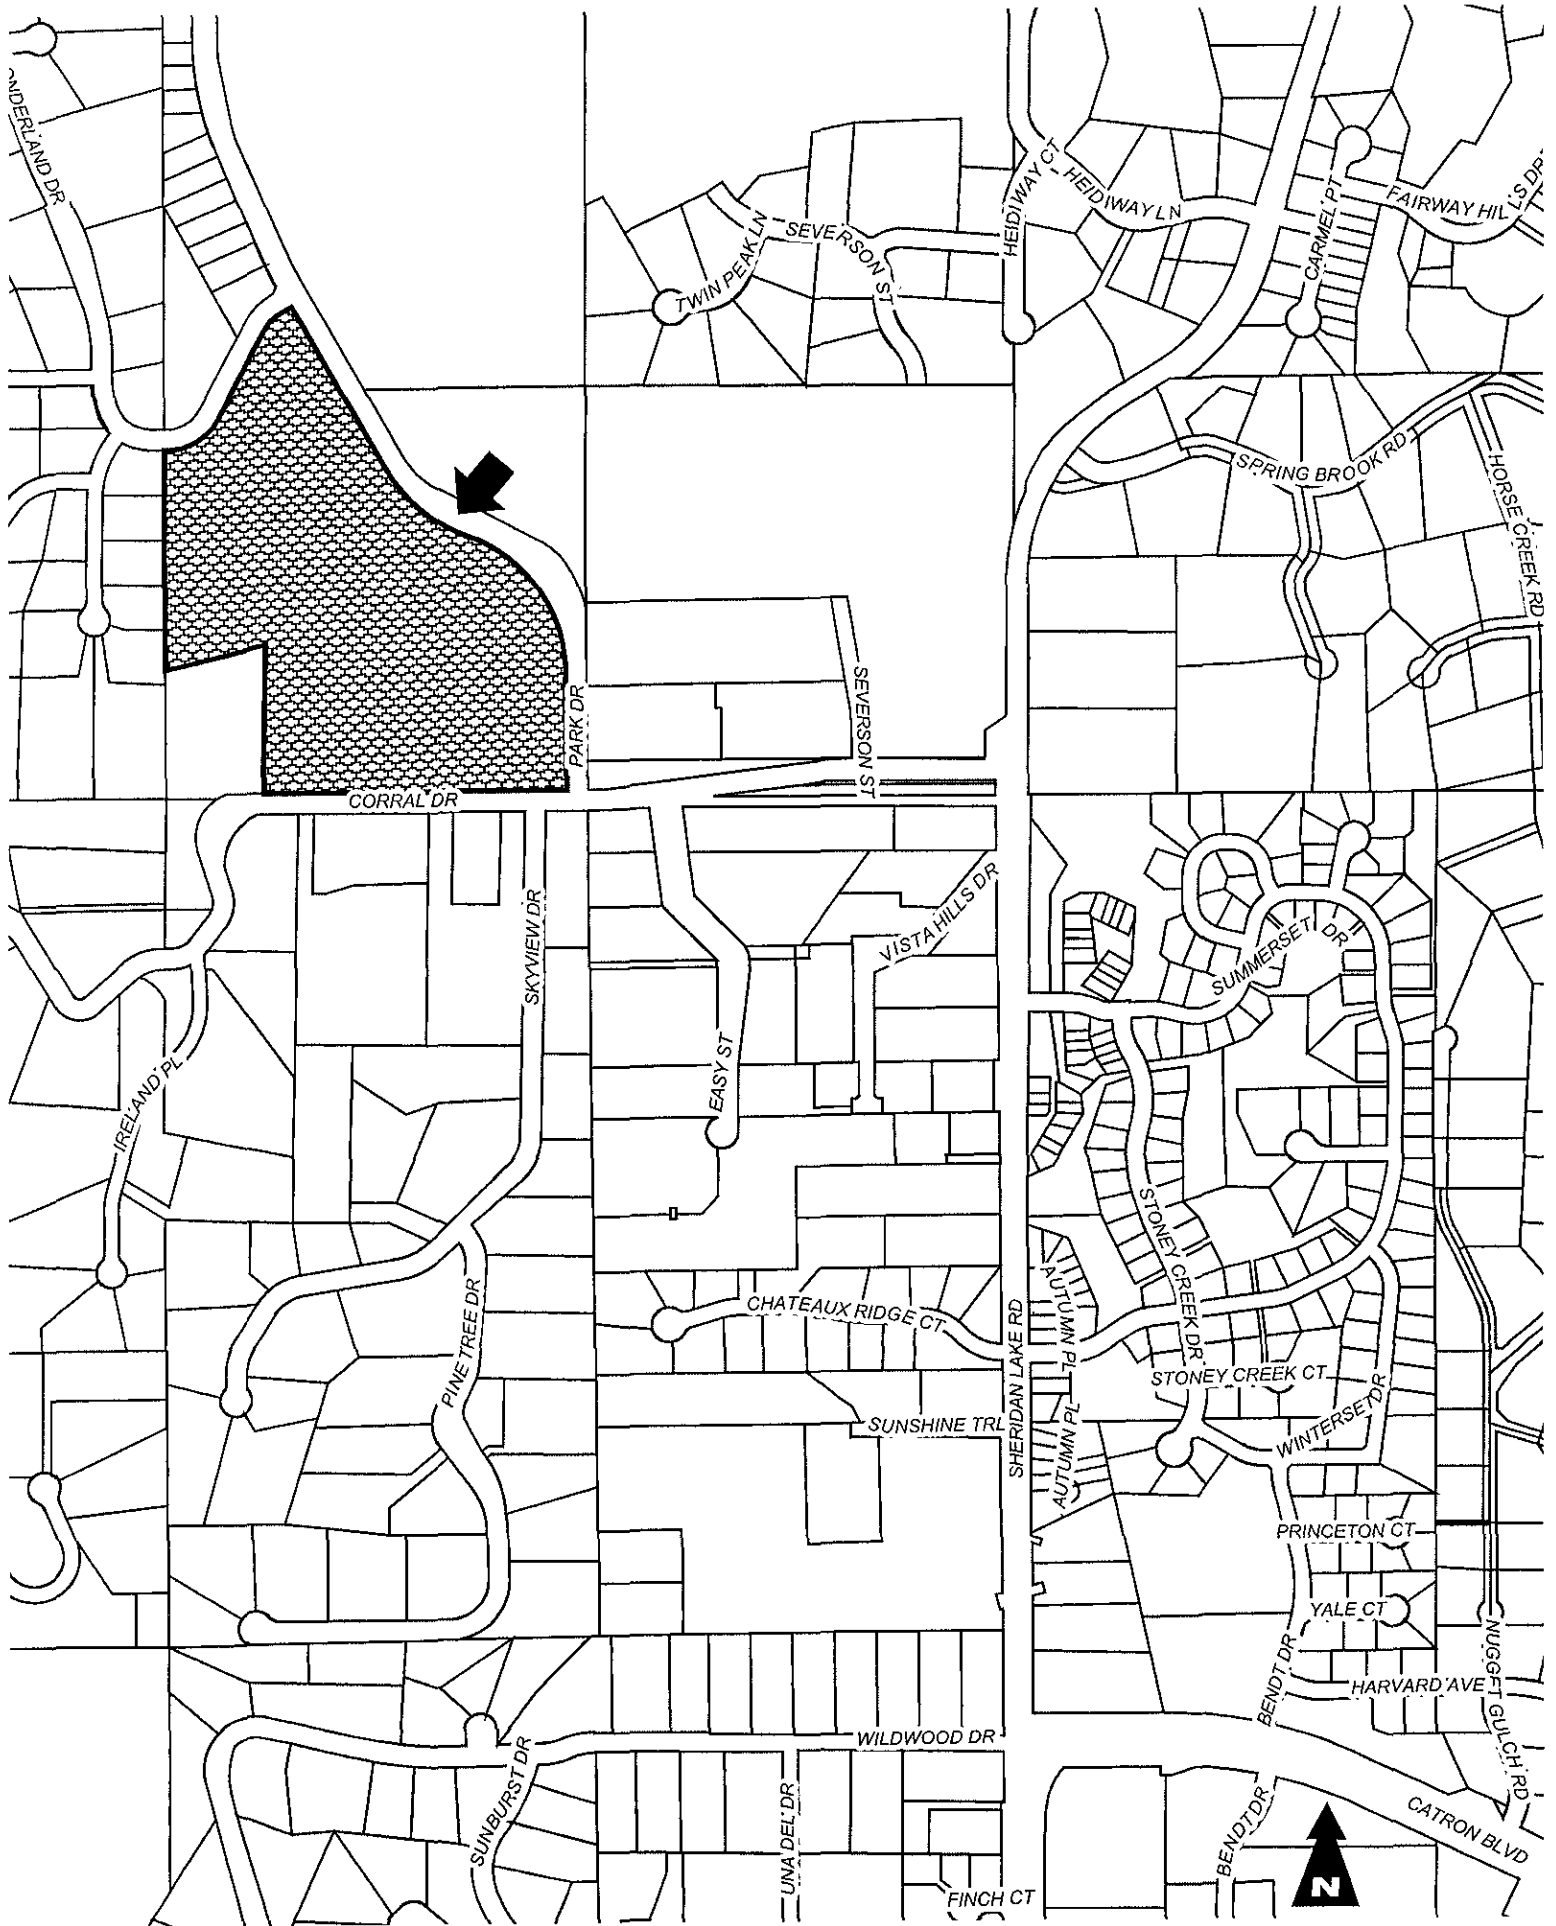 ONDERLAND DR
HEIDIWAY CT
HEIDIWAY LN
CARMEL PT
FAIRWAY HILLS DR
TWIN PEAK LN
SEVERSON ST
SPRING BROOK RD
HORSE CREEK RD
PARK DR
SEVERSON ST
CORRAL DR
SKYVIEW DR
VISTA HILLS DR
SUMMERSET DR
EASY ST
IRELAND PL
STONEY CREEK DR
PINE TREE DR
CHATEAUX RIDGE CT
SHERIDAN LAKE RD
AUTUMN PL
STONEY CREEK CT
SUNSHINE TRL
AUTUMN PL
WINTERSET DR
PRINCETON CT
YALE CT
BENDT DR
HARVARD AVE
NUGGET GULCH RD
WILDWOOD DR
SUNBURST DR
UNA DEL DR
BENDT DR
CATRON BLVD
FINCH CT
N